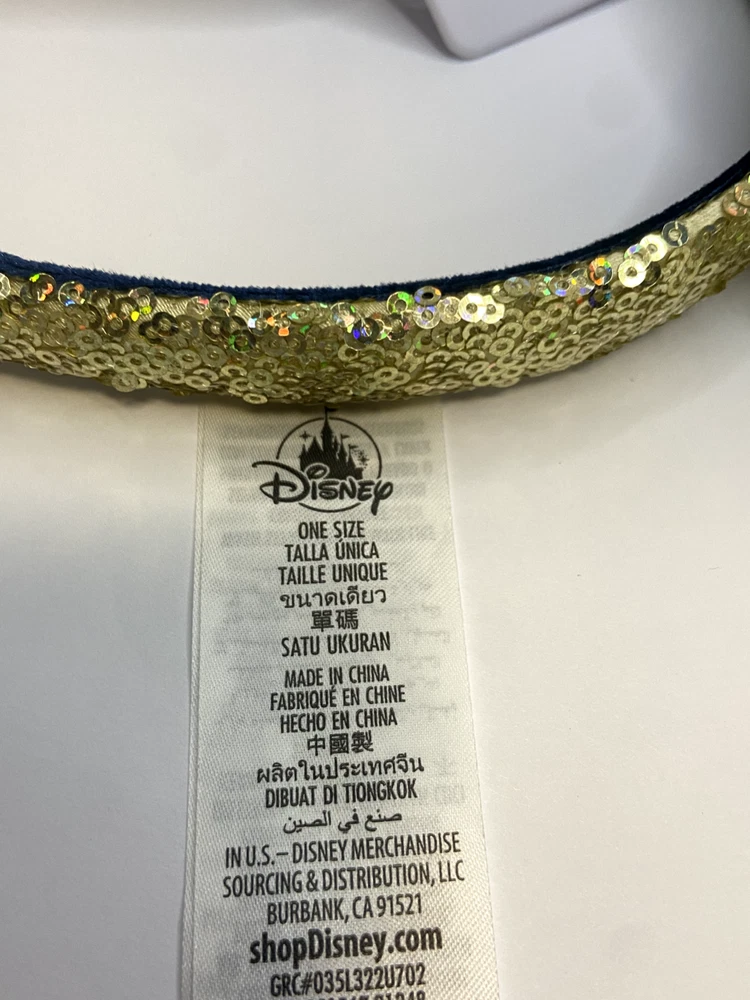 Disney
ONE SIZE
TALLA ÚNICA
TAILLE UNIQUE
ขนาดเดียว
單碼
SATU UKURAN
MADE IN CHINA
FABRIQUÉ EN CHINE
HECHO EN CHINA
中國製
ผลิตในประเทศจีน
DIBUAT DI TIONGKOK
صنع في الصين
IN U.S.– DISNEY MERCHANDISE
SOURCING & DISTRIBUTION, LLC
BURBANK, CA 91521
shopDisney.com
GRC#035L322U702